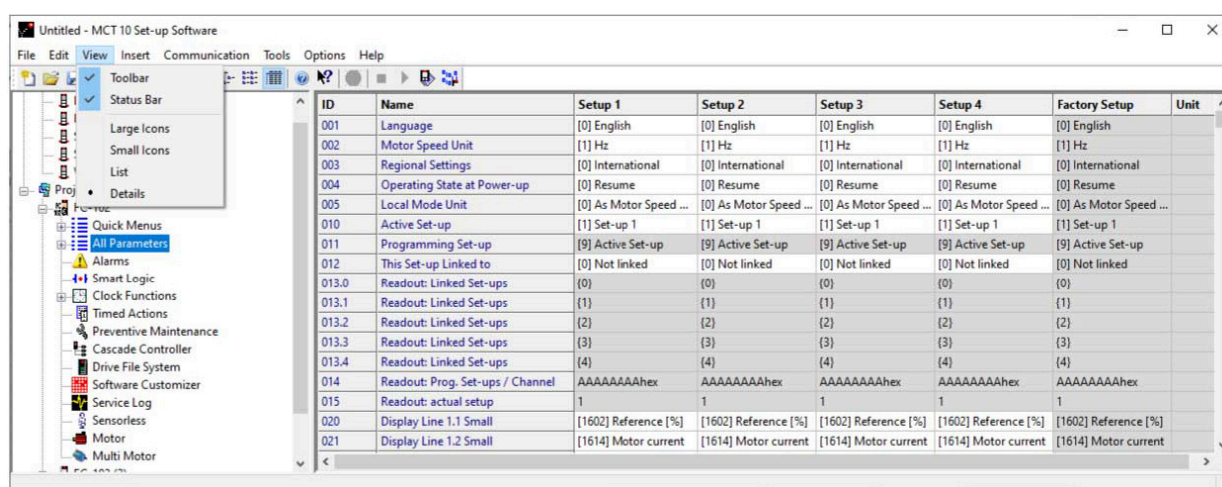 Untitled - MCT 10 Set-up Software
File Edit View Insert Communication Tools Options Help
Toolbar
Status Bar
Large Icons
Small Icons
List
Details
Quick Menus
All Parameters
Alarms
Smart Logic
Clock Functions
Timed Actions
Preventive Maintenance
Cascade Controller
Drive File System
Software Customizer
Service Log
Sensorless
Motor
Multi Motor
ID Name Setup 1 Setup 2 Setup 3 Setup 4 Factory Setup Unit
001 Language [0] English [0] English [0] English [0] English [0] English
002 Motor Speed Unit [1] Hz [1] Hz [1] Hz [1] Hz [1] Hz
003 Regional Settings [0] International [0] International [0] International [0] International [0] International
004 Operating State at Power-up [0] Resume [0] Resume [0] Resume [0] Resume [0] Resume
005 Local Mode Unit [0] As Motor Speed ... [0] As Motor Speed ... [0] As Motor Speed ... [0] As Motor Speed ... [0] As Motor Speed ...
010 Active Set-up [1] Set-up 1 [1] Set-up 1 [1] Set-up 1 [1] Set-up 1 [1] Set-up 1
011 Programming Set-up [9] Active Set-up [9] Active Set-up [9] Active Set-up [9] Active Set-up [9] Active Set-up
012 This Set-up Linked to [0] Not linked [0] Not linked [0] Not linked [0] Not linked [0] Not linked
013.0 Readout: Linked Set-ups {0} {0} {0} {0} {0}
013.1 Readout: Linked Set-ups {1} {1} {1} {1} {1}
013.2 Readout: Linked Set-ups {2} {2} {2} {2} {2}
013.3 Readout: Linked Set-ups {3} {3} {3} {3} {3}
013.4 Readout: Linked Set-ups {4} {4} {4} {4} {4}
014 Readout: Prog. Set-ups / Channel AAAAAAAAhex AAAAAAAAhex AAAAAAAAhex AAAAAAAAhex AAAAAAAAhex
015 Readout: actual setup 1 1 1 1 1
020 Display Line 1.1 Small [1602] Reference [%] [1602] Reference [%] [1602] Reference [%] [1602] Reference [%] [1602] Reference [%]
021 Display Line 1.2 Small [1614] Motor current [1614] Motor current [1614] Motor current [1614] Motor current [1614] Motor current